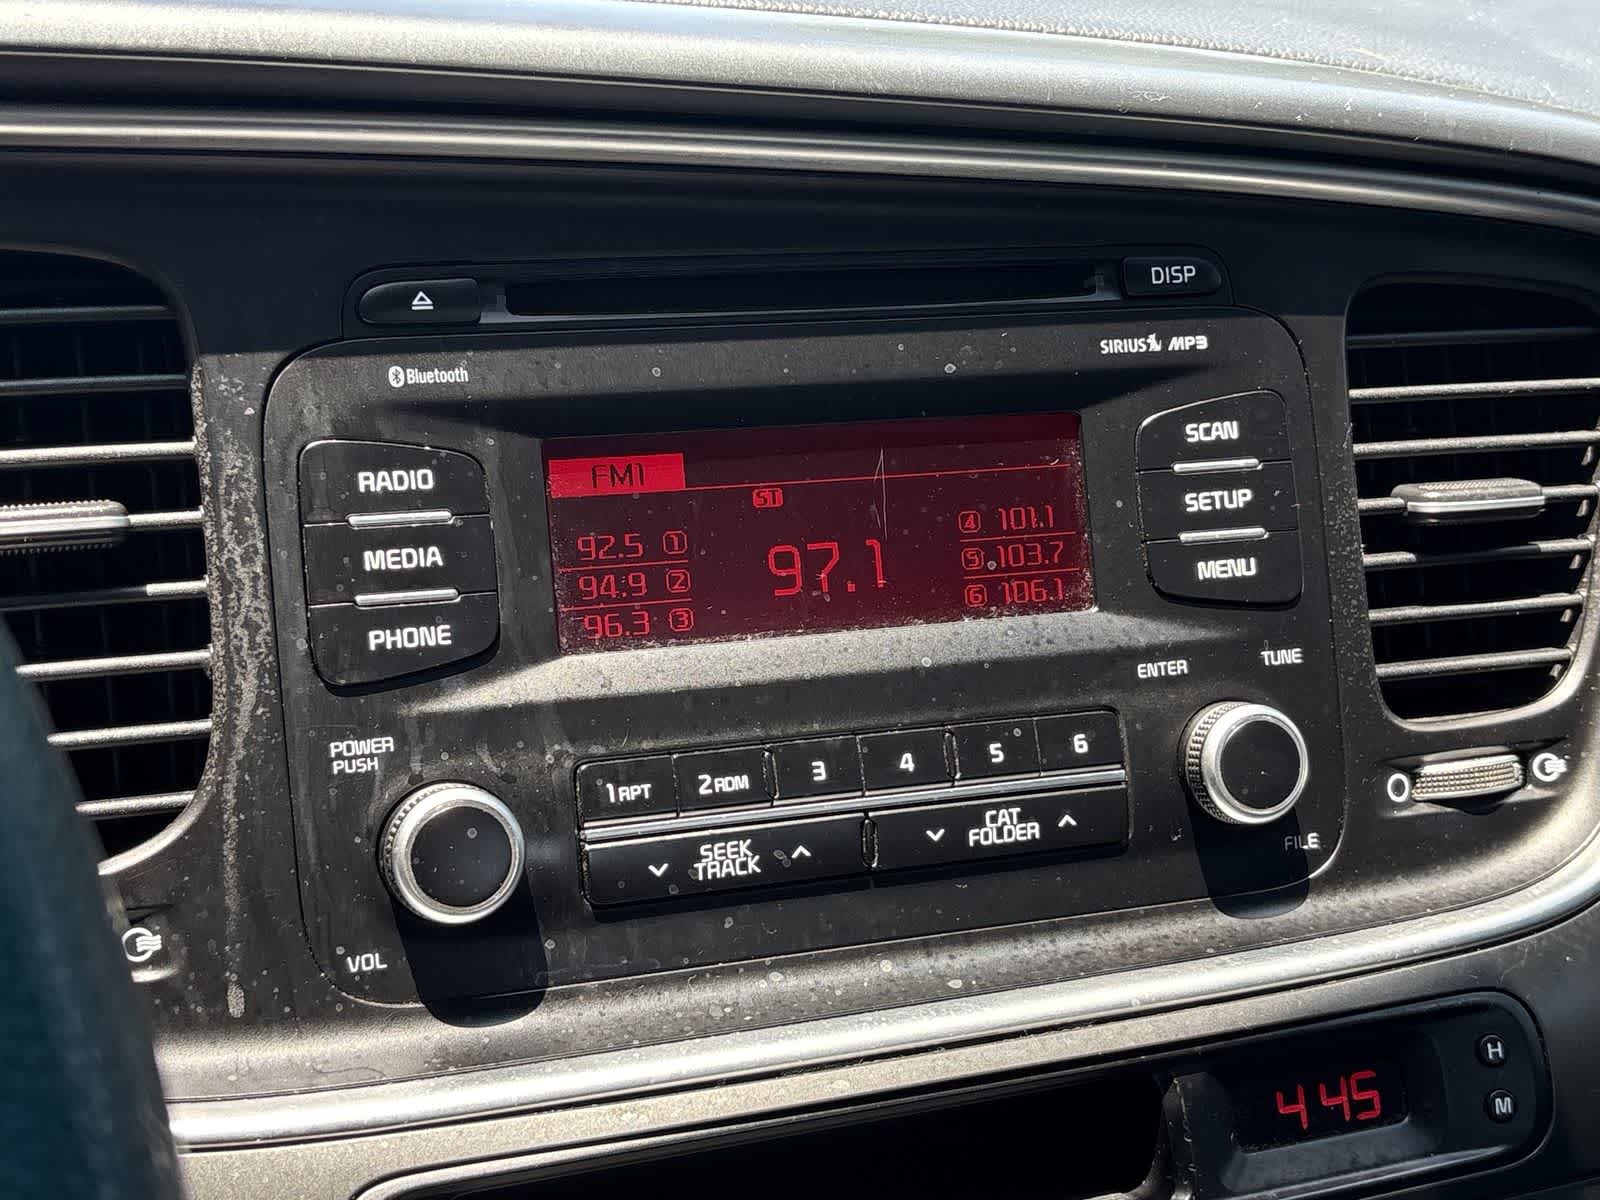 DISP
Bluetooth
SIRIUS MP3
RADIO
MEDIA
PHONE
FM1
ST
92.5 1
94.9 2
96.3 3
97.1
4 101.1
5 103.7
6 106.1
SCAN
SETUP
MENU
ENTER
TUNE
POWER
PUSH
VOL
1 RPT
2 RDM
3
4
5
6
SEEK
TRACK
CAT
FOLDER
FILE
O
4 45
H
M